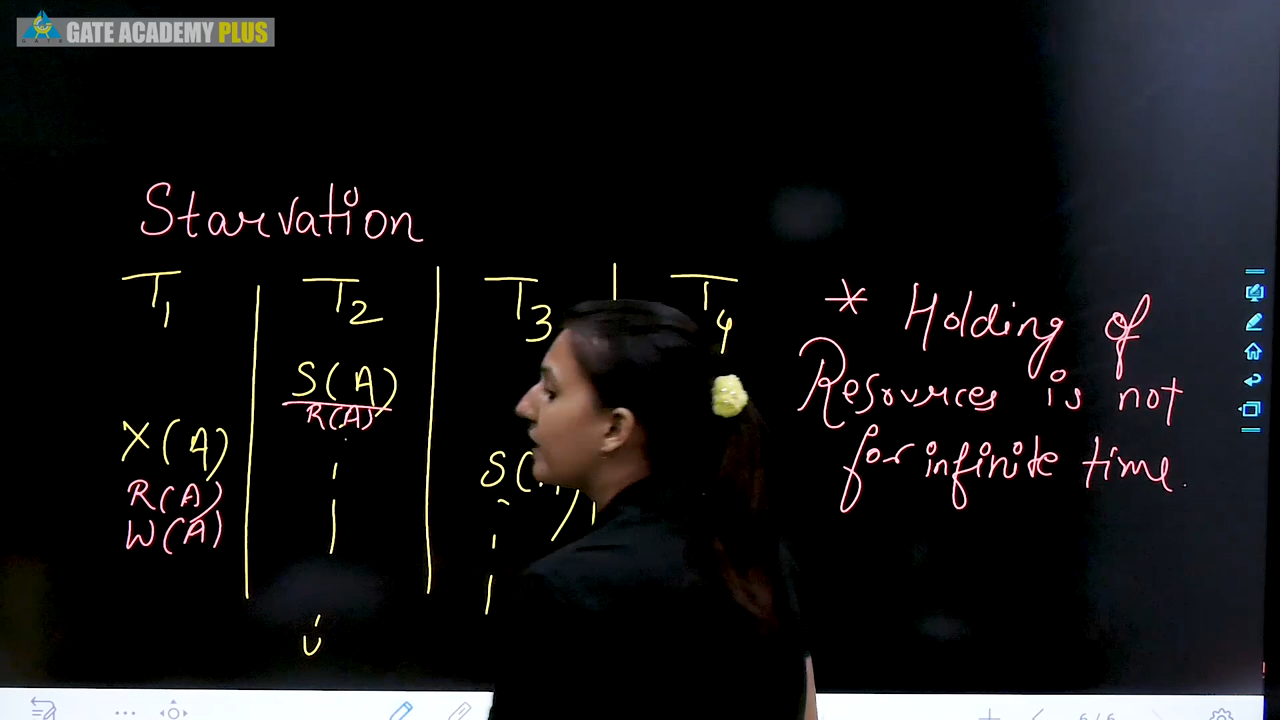 GATE ACADEMY PLUS
Starvation
T1 T2 T3 T4
S(A)
R(A)
X(A)
R(A)
W(A)
* Holding of
Resources is not
for infinite time.